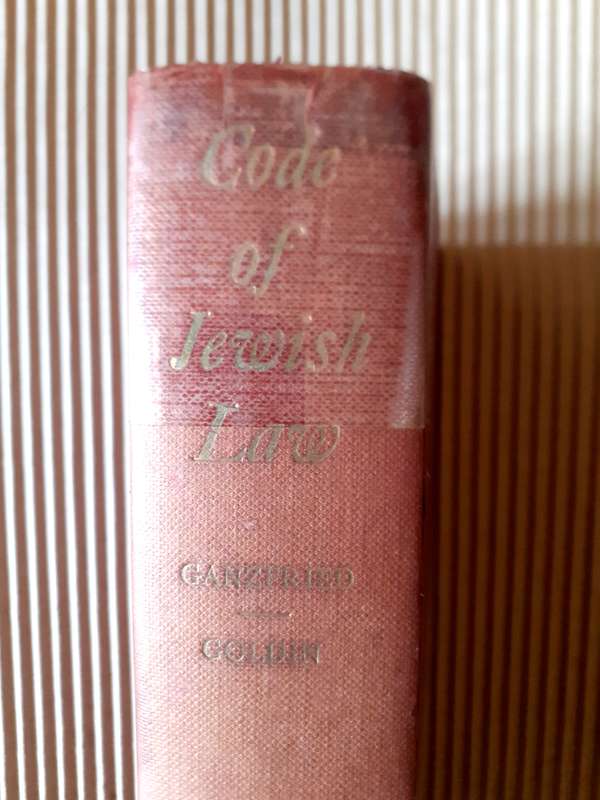 Code
of
Jewish
Law
GANZFRIED
GOLDIN